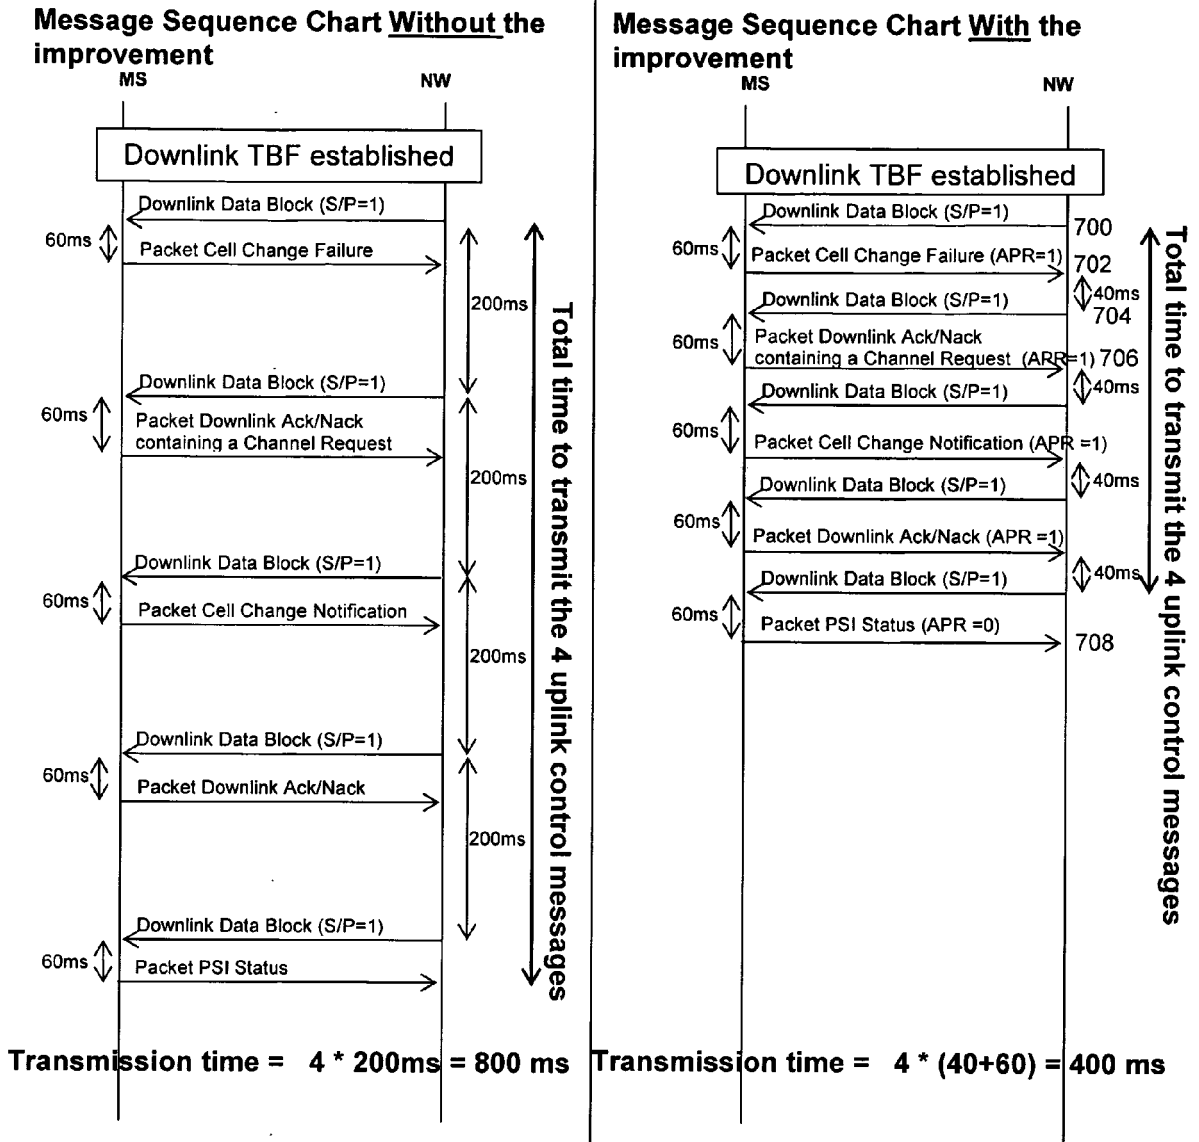 Message Sequence Chart Without the
improvement
MS
NW
Downlink TBF established
Downlink Data Block (S/P=1)
60ms
Packet Cell Change Failure
200ms
Downlink Data Block (S/P=1)
60ms
Packet Downlink Ack/Nack
containing a Channel Request
200ms
Downlink Data Block (S/P=1)
60ms
Packet Cell Change Notification
200ms
Downlink Data Block (S/P=1)
60ms
Packet Downlink Ack/Nack
200ms
Downlink Data Block (S/P=1)
60ms
Packet PSI Status
Total time to transmit the 4 uplink control messages
Transmission time = 4 * 200ms = 800 ms
Message Sequence Chart With the
improvement
MS
NW
Downlink TBF established
Downlink Data Block (S/P=1)
700
60ms
Packet Cell Change Failure (APR=1)
702
40ms
Downlink Data Block (S/P=1)
704
60ms
Packet Downlink Ack/Nack
containing a Channel Request (APR=1) 706
40ms
Downlink Data Block (S/P=1)
60ms
Packet Cell Change Notification (APR =1)
40ms
Downlink Data Block (S/P=1)
60ms
Packet Downlink Ack/Nack (APR =1)
40ms
Downlink Data Block (S/P=1)
60ms
Packet PSI Status (APR =0)
708
Total time to transmit the 4 uplink control messages
Transmission time = 4 * (40+60) = 400 ms